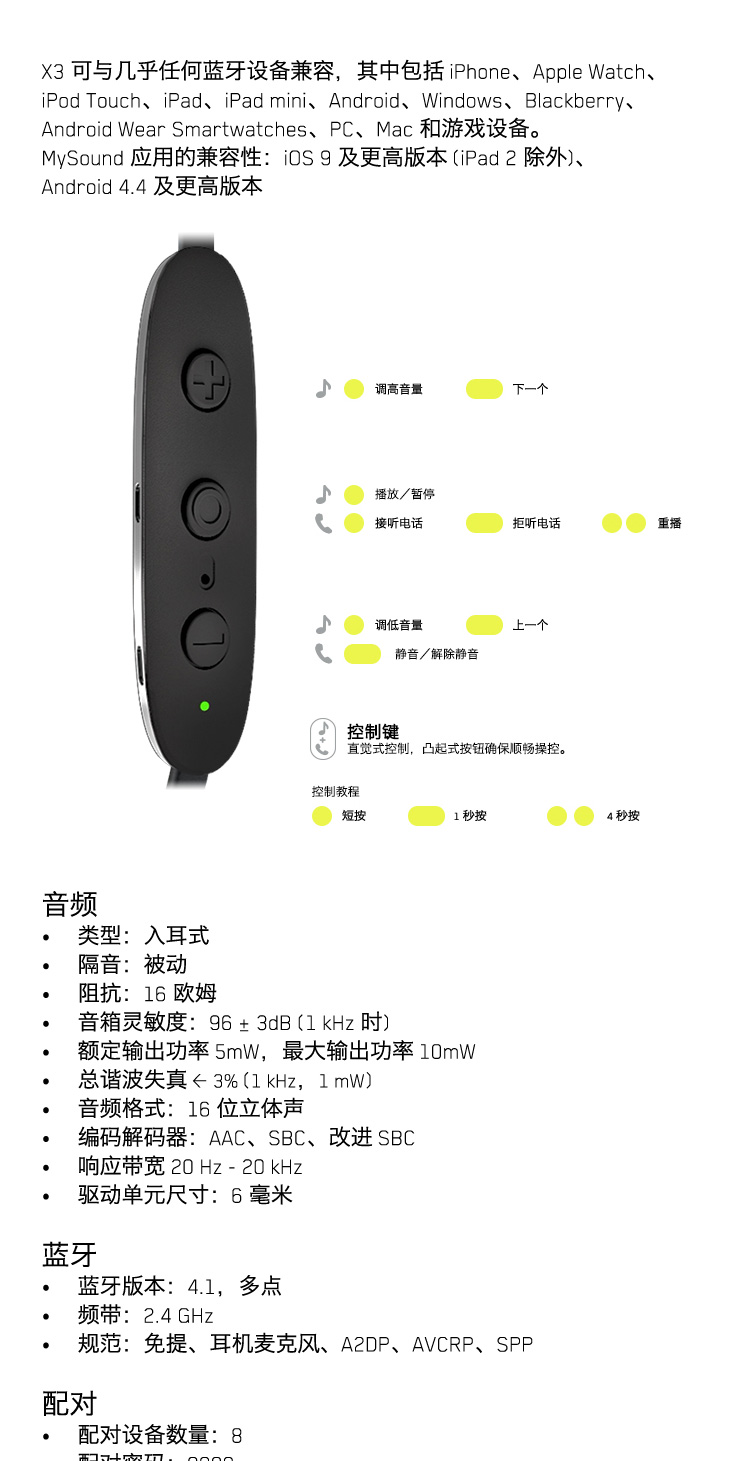 X3 可与几乎任何蓝牙设备兼容，其中包括 iPhone、Apple Watch、
iPod Touch、iPad、iPad mini、Android、Windows、Blackberry、
Android Wear Smartwatches、PC、Mac 和游戏设备。
MySound 应用的兼容性：iOS 9 及更高版本 (iPad 2 除外)、
Android 4.4 及更高版本
调高音量 下一个
播放／暂停
接听电话 拒听电话 重播
调低音量 上一个
静音／解除静音
控制键
直觉式控制，凸起式按钮确保顺畅操控。
控制教程
短按 1 秒按 4 秒按
音频
• 类型：入耳式
• 隔音：被动
• 阻抗：16 欧姆
• 音箱灵敏度：96 ± 3dB (1 kHz 时)
• 额定输出功率 5mW，最大输出功率 10mW
• 总谐波失真 ← 3% (1 kHz，1 mW)
• 音频格式：16 位立体声
• 编码解码器：AAC、SBC、改进 SBC
• 响应带宽 20 Hz - 20 kHz
• 驱动单元尺寸：6 毫米
蓝牙
• 蓝牙版本：4.1，多点
• 频带：2.4 GHz
• 规范：免提、耳机麦克风、A2DP、AVCRP、SPP
配对
• 配对设备数量：8